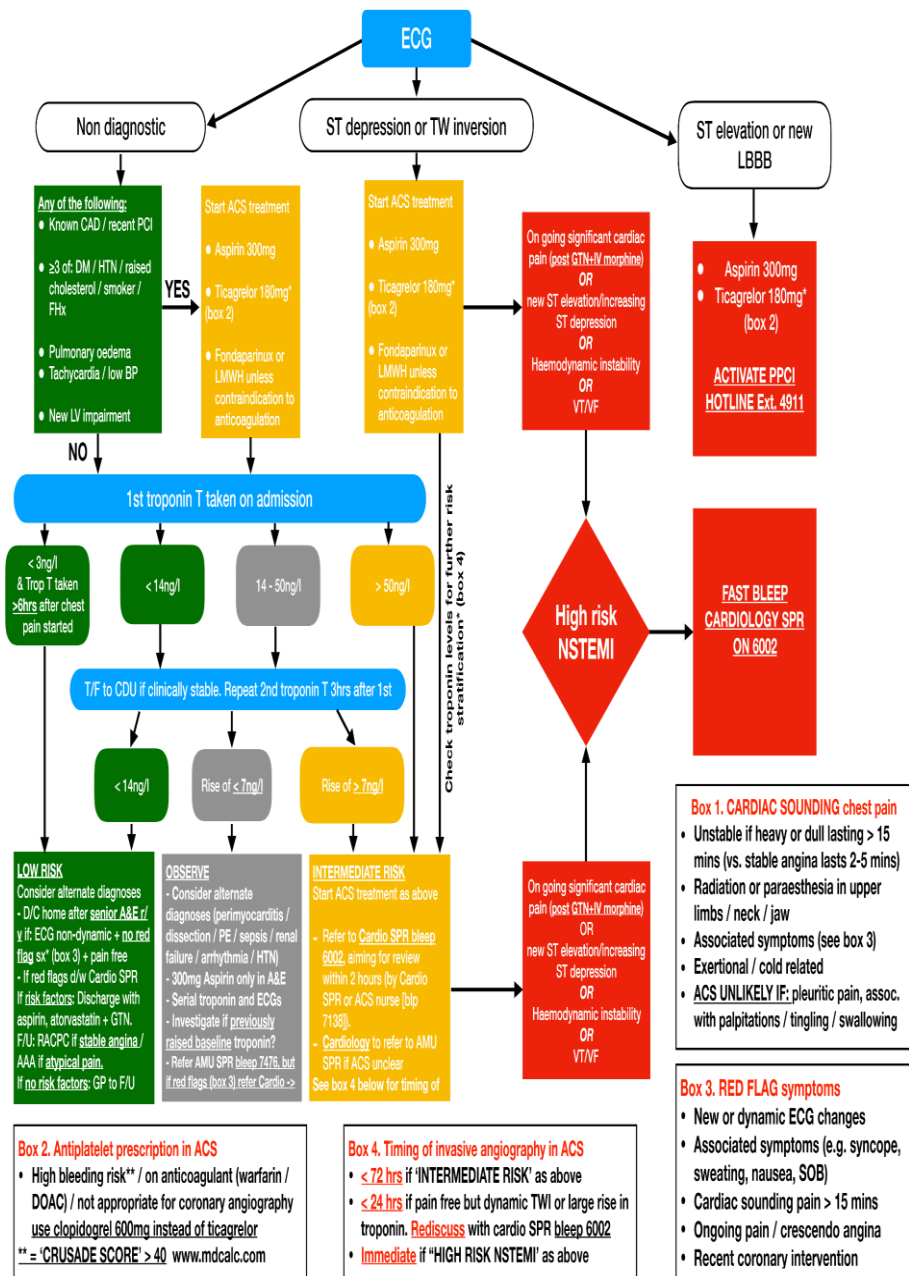 ECG
Non diagnostic
ST depression or TW inversion
ST elevation or new
LBBB
Any of the following:
● Known CAD / recent PCI
● ≥3 of: DM / HTN / raised
cholesterol / smoker /
FHx
● Pulmonary oedema
● Tachycardia / low BP
● New LV impairment
YES
NO
Start ACS treatment
● Aspirin 300mg
● Ticagrelor 180mg*
(box 2)
● Fondaparinux or
LMWH unless
contraindication to
anticoagulation
Start ACS treatment
● Aspirin 300mg
● Ticagrelor 180mg*
(box 2)
● Fondaparinux or
LMWH unless
contraindication to
anticoagulation
On going significant cardiac
pain (post GTN+IV morphine)
OR
new ST elevation/increasing
ST depression
OR
Haemodynamic instability
OR
VT/VF
● Aspirin 300mg
● Ticagrelor 180mg*
(box 2)
ACTIVATE PPCI
HOTLINE Ext. 4911
1st troponin T taken on admission
< 3ng/l
& Trop T taken
>6hrs after chest
pain started
< 14ng/l
14 - 50ng/l
> 50ng/l
Check troponin levels for further risk
stratification* (box 4)
High risk
NSTEMI
FAST BLEEP
CARDIOLOGY SPR
ON 6002
T/F to CDU if clinically stable. Repeat 2nd troponin T 3hrs after 1st
< 14ng/l
Rise of < 7ng/l
Rise of > 7ng/l
LOW RISK
Consider alternate diagnoses
- D/C home after senior A&E r/
v if: ECG non-dynamic + no red
flag sx* (box 3) + pain free
- If red flags d/w Cardio SPR
If risk factors: Discharge with
aspirin, atorvastatin + GTN.
F/U: RACPC if stable angina /
AAA if atypical pain.
If no risk factors: GP to F/U
OBSERVE
- Consider alternate
diagnoses (perimyocarditis /
dissection / PE / sepsis / renal
failure / arrhythmia / HTN)
- 300mg Aspirin only in A&E
- Serial troponin and ECGs
- Investigate if previously
raised baseline troponin?
- Refer AMU SPR bleep 7476, but
if red flags (box 3) refer Cardio ->
INTERMEDIATE RISK
Start ACS treatment as above
– Refer to Cardio SPR bleep
6002, aiming for review
within 2 hours (by Cardio
SPR or ACS nurse [blp
7138]).
– Cardiology to refer to AMU
SPR if ACS unclear
See box 4 below for timing of
On going significant cardiac
pain (post GTN+IV morphine)
OR
new ST elevation/increasing
ST depression
OR
Haemodynamic instability
OR
VT/VF
Box 1. CARDIAC SOUNDING chest pain
• Unstable if heavy or dull lasting > 15
mins (vs. stable angina lasts 2-5 mins)
• Radiation or paraesthesia in upper
limbs / neck / jaw
• Associated symptoms (see box 3)
• Exertional / cold related
• ACS UNLIKELY IF: pleuritic pain, assoc.
with palpitations / tingling / swallowing
Box 2. Antiplatelet prescription in ACS
• High bleeding risk** / on anticoagulant (warfarin /
DOAC) / not appropriate for coronary angiography
use clopidogrel 600mg instead of ticagrelor
** = 'CRUSADE SCORE' > 40 www.mdcalc.com
Box 4. Timing of invasive angiography in ACS
• < 72 hrs if 'INTERMEDIATE RISK' as above
• < 24 hrs if pain free but dynamic TWI or large rise in
troponin. Rediscuss with cardio SPR bleep 6002
• Immediate if "HIGH RISK NSTEMI' as above
Box 3. RED FLAG symptoms
• New or dynamic ECG changes
• Associated symptoms (e.g. syncope,
sweating, nausea, SOB)
• Cardiac sounding pain > 15 mins
• Ongoing pain / crescendo angina
• Recent coronary intervention